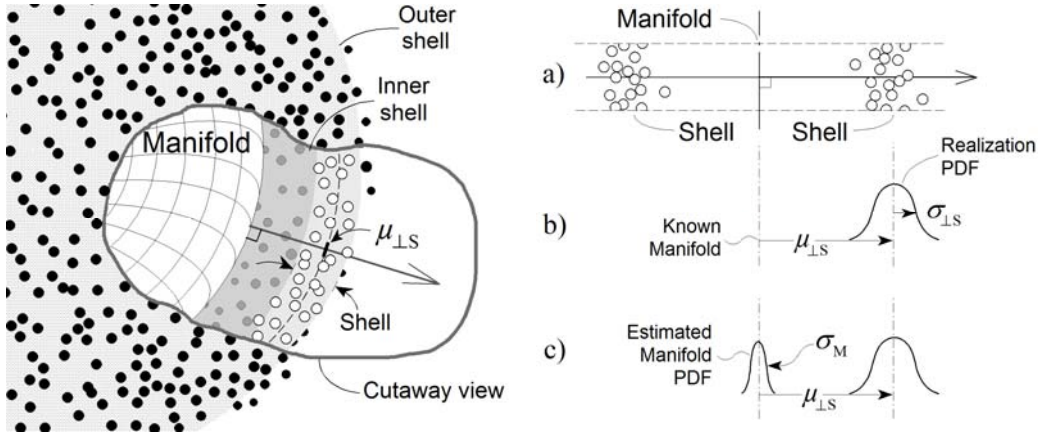 Outer
shell
Inner
shell
Manifold
μ⊥S
Shell
Cutaway view
Manifold
a)
Shell
Shell
Realization
PDF
b)
σ⊥S
Known
Manifold
μ⊥S
c)
Estimated
Manifold
PDF
σM
μ⊥S